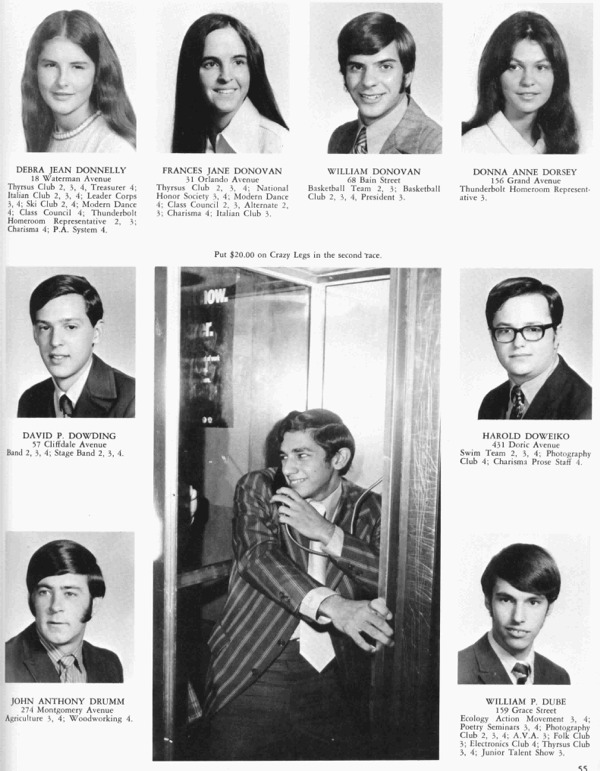 DEBRA JEAN DONNELLY
18 Waterman Avenue
Thyrsus Club 2, 3, 4, Treasurer 4;
Italian Club 2, 3; Leader Corps
3, 4; Ski Club 2, 4; Modern Dance
4; Class Council 4; Thunderbolt
Homeroom Representative 2, 3;
Charisma 4; P.A. System 4.
FRANCES JANE DONOVAN
31 Orlando Avenue
Thyrsus Club 2, 3, 4; National
Honor Society 3, 4; Modern Dance
4; Class Council 2, 3, Alternate 2,
3; Charisma 4; Italian Club 3.
WILLIAM DONOVAN
68 Bain Street
Basketball Team 2, 3; Basketball
Club 2, 3, 4, President 3.
DONNA ANNE DORSEY
156 Grand Avenue
Thunderbolt Homeroom Represent-
ative 3.
Put $20.00 on Crazy Legs in the second race.
DAVID P. DOWDING
57 Cliffdale Avenue
Band 2, 3, 4; Stage Band 2, 3, 4.
HAROLD DOWEIKO
431 Doric Avenue
Swim Team 2, 3, 4; Photography
Club 4; Charisma Prose Staff 4.
JOHN ANTHONY DRUMM
274 Montgomery Avenue
Agriculture 3, 4; Woodworking 4.
WILLIAM P. DUBE
159 Grace Street
Ecology Action Movement 3, 4;
Poetry Seminars 3, 4; Photography
Club 2, 3, 4; A.V.A. 3; Folk Club
3; Electronics Club 4; Thyrsus Club
3, 4; Junior Talent Show 3.
55